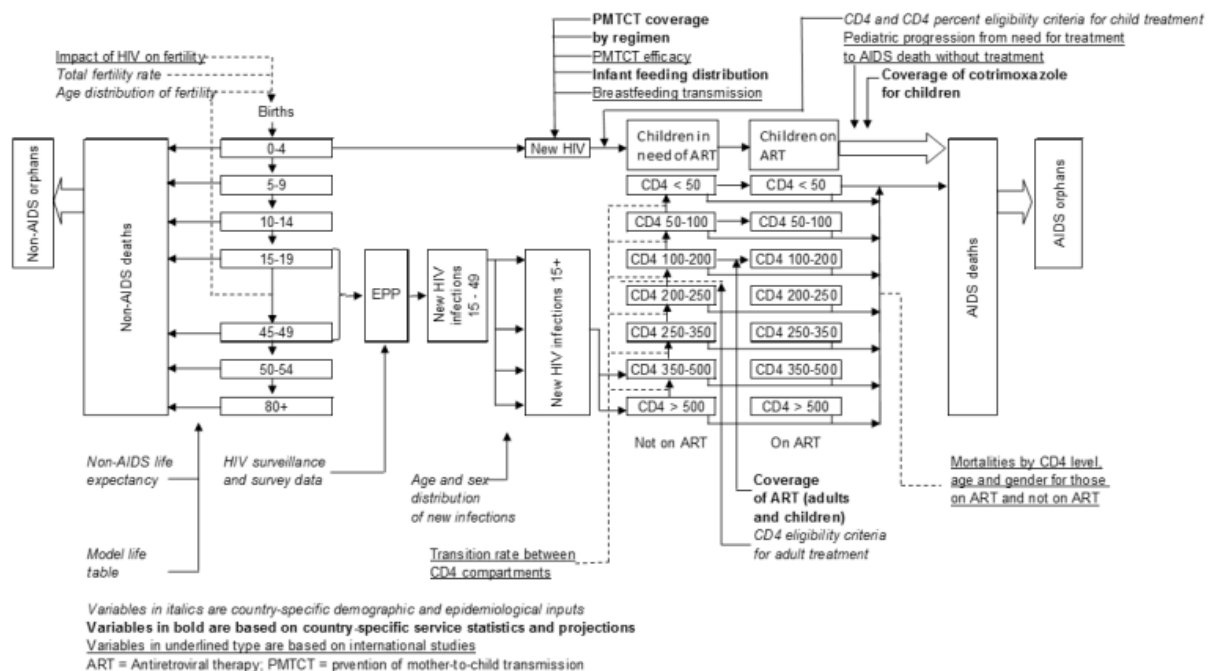 PMTCT coverage
by regimen
PMTCT efficacy
Infant feeding distribution
Breastfeeding transmission
CD4 and CD4 percent eligibility criteria for child treatment
Pediatric progression from need for treatment
to AIDS death without treatment
Coverage of cotrimoxazole
for children
Impact of HIV on fertility
Total fertility rate
Age distribution of fertility
Births
Non-AIDS orphans
Non-AIDS deaths
0-4
5-9
10-14
15-19
45-49
50-54
80+
EPP
New HIV
infections
15 - 49
New HIV infections 15+
New HIV
Children in
need of ART
Children on
ART
CD4 < 50
CD4 < 50
CD4 50-100
CD4 50-100
CD4 100-200
CD4 100-200
CD4 200-250
CD4 200-250
CD4 250-350
CD4 250-350
CD4 350-500
CD4 350-500
CD4 > 500
CD4 > 500
Not on ART
On ART
AIDS deaths
AIDS orphans
Non-AIDS life
expectancy
HIV surveillance
and survey data
Age and sex
distribution
of new infections
Coverage
of ART (adults
and children)
CD4 eligibility criteria
for adult treatment
Mortalities by CD4 level,
age and gender for those
on ART and not on ART
Model life
table
Transition rate between
CD4 compartments
Variables in italics are country-specific demographic and epidemiological inputs
Variables in bold are based on country-specific service statistics and projections
Variables in underlined type are based on international studies
ART = Antiretroviral therapy; PMTCT = prvention of mother-to-child transmission